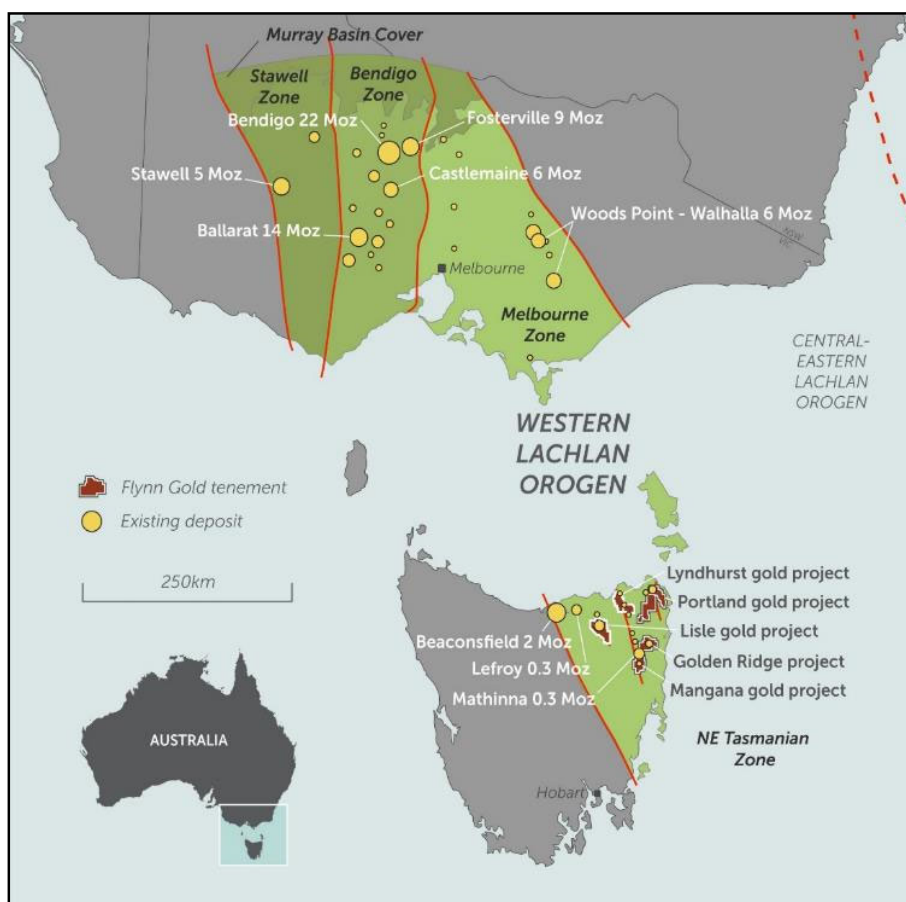 Murray Basin Cover
Stawell
Zone
Bendigo
Zone
Bendigo 22 Moz
Fosterville 9 Moz
Stawell 5 Moz
Castlemaine 6 Moz
Ballarat 14 Moz
Woods Point - Walhalla 6 Moz
NSW
VIC
Melbourne
Melbourne
Zone
CENTRAL-
EASTERN
LACHLAN
OROGEN
WESTERN
LACHLAN
OROGEN
Flynn Gold tenement
Existing deposit
250km
Lyndhurst gold project
Portland gold project
Beaconsfield 2 Moz
Lisle gold project
Lefroy 0.3 Moz
Golden Ridge project
Mathinna 0.3 Moz
Mangana gold project
AUSTRALIA
NE Tasmanian
Zone
Hobart